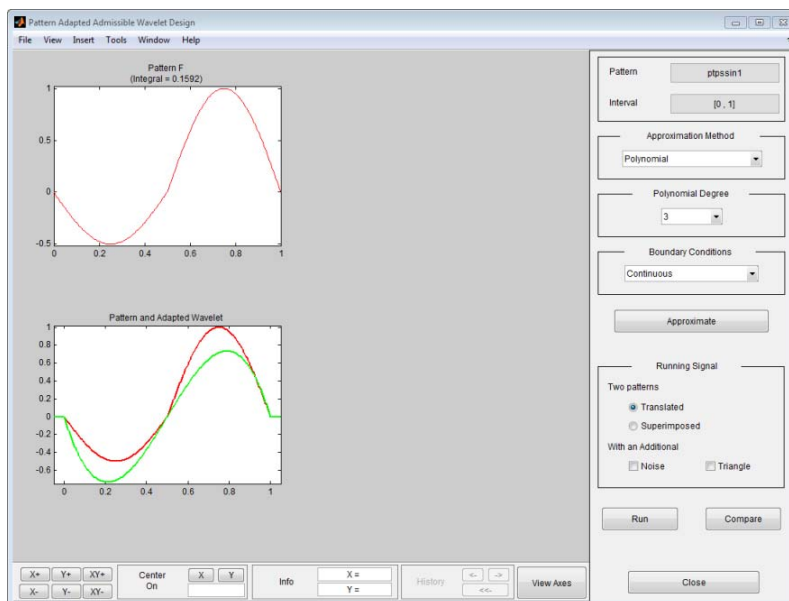 Pattern Adapted Admissible Wavelet Design
File View Insert Tools Window Help
Pattern F
(Integral = 0.1592)
1
0.5
0
-0.5
0 0.2 0.4 0.6 0.8 1
Pattern and Adapted Wavelet
1
0.8
0.6
0.4
0.2
0
-0.2
-0.4
-0.6
0 0.2 0.4 0.6 0.8 1
Pattern ptpssin1
Interval [0 , 1]
Approximation Method
Polynomial
Polynomial Degree
3
Boundary Conditions
Continuous
Approximate
Running Signal
Two patterns
Translated
Superimposed
With an Additional
Noise Triangle
Run Compare
Close
X+ Y+ XY+
X- Y- XY-
Center
On
X Y
Info
X =
Y =
History
<- ->
<<-
View Axes